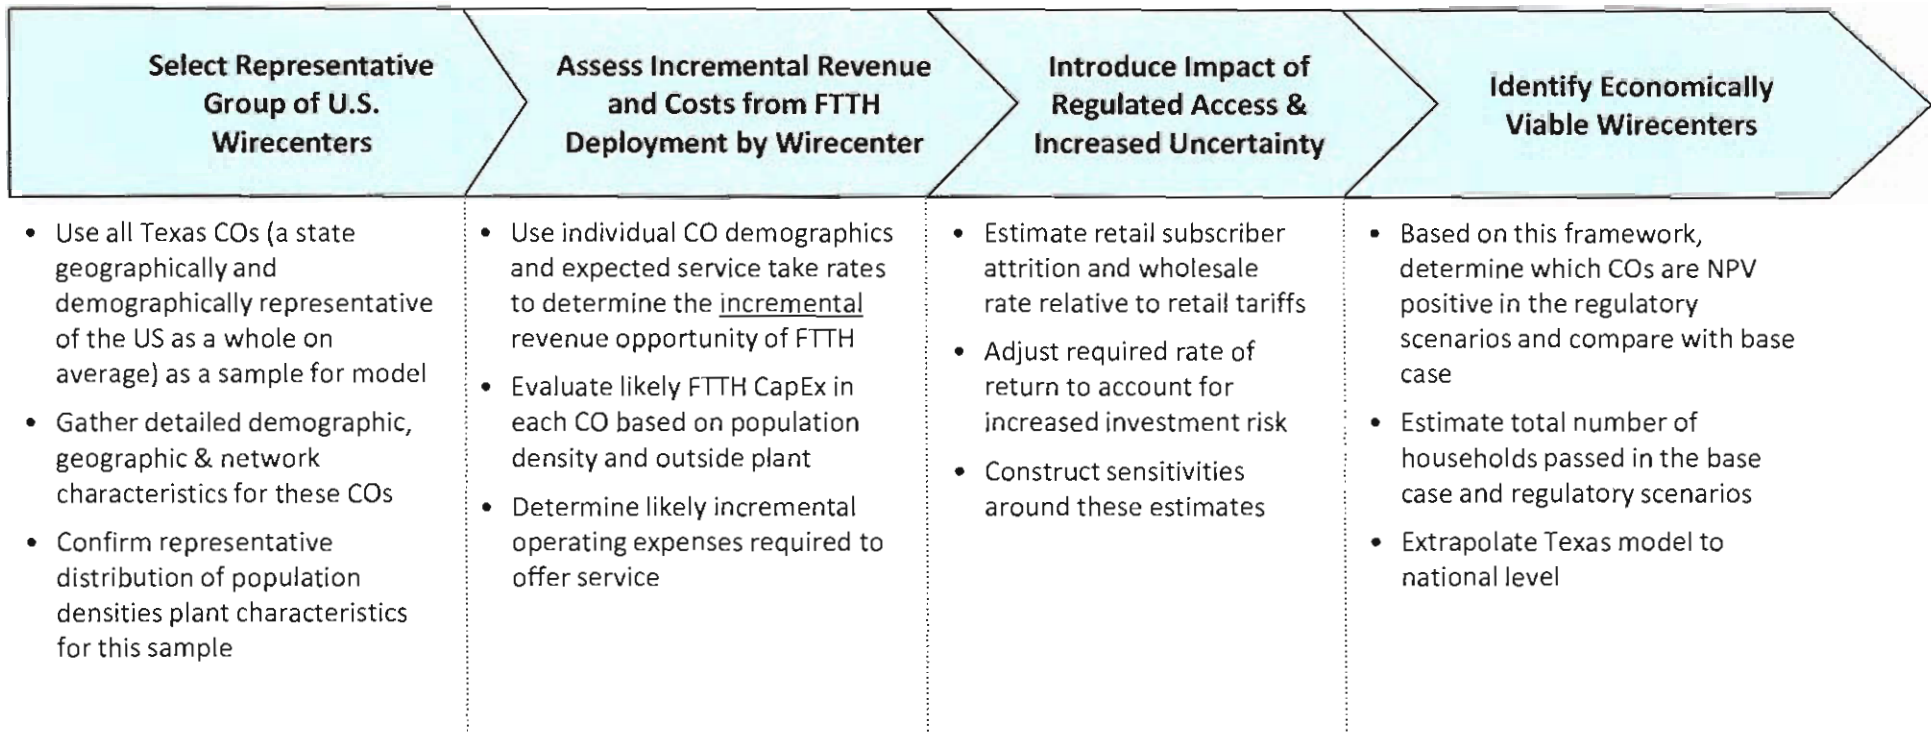 Select Representative
Group of U.S.
Wirecenters
Assess Incremental Revenue
and Costs from FTTH
Deployment by Wirecenter
Introduce Impact of
Regulated Access &
Increased Uncertainty
Identify Economically
Viable Wirecenters
• Use all Texas COs (a state
geographically and
demographically representative
of the US as a whole on
average) as a sample for model
• Gather detailed demographic,
geographic & network
characteristics for these COs
• Confirm representative
distribution of population
densities plant characteristics
for this sample
• Use individual CO demographics
and expected service take rates
to determine the incremental
revenue opportunity of FTTH
• Evaluate likely FTTH CapEx in
each CO based on population
density and outside plant
• Determine likely incremental
operating expenses required to
offer service
• Estimate retail subscriber
attrition and wholesale
rate relative to retail tariffs
• Adjust required rate of
return to account for
increased investment risk
• Construct sensitivities
around these estimates
• Based on this framework,
determine which COs are NPV
positive in the regulatory
scenarios and compare with base
case
• Estimate total number of
households passed in the base
case and regulatory scenarios
• Extrapolate Texas model to
national level